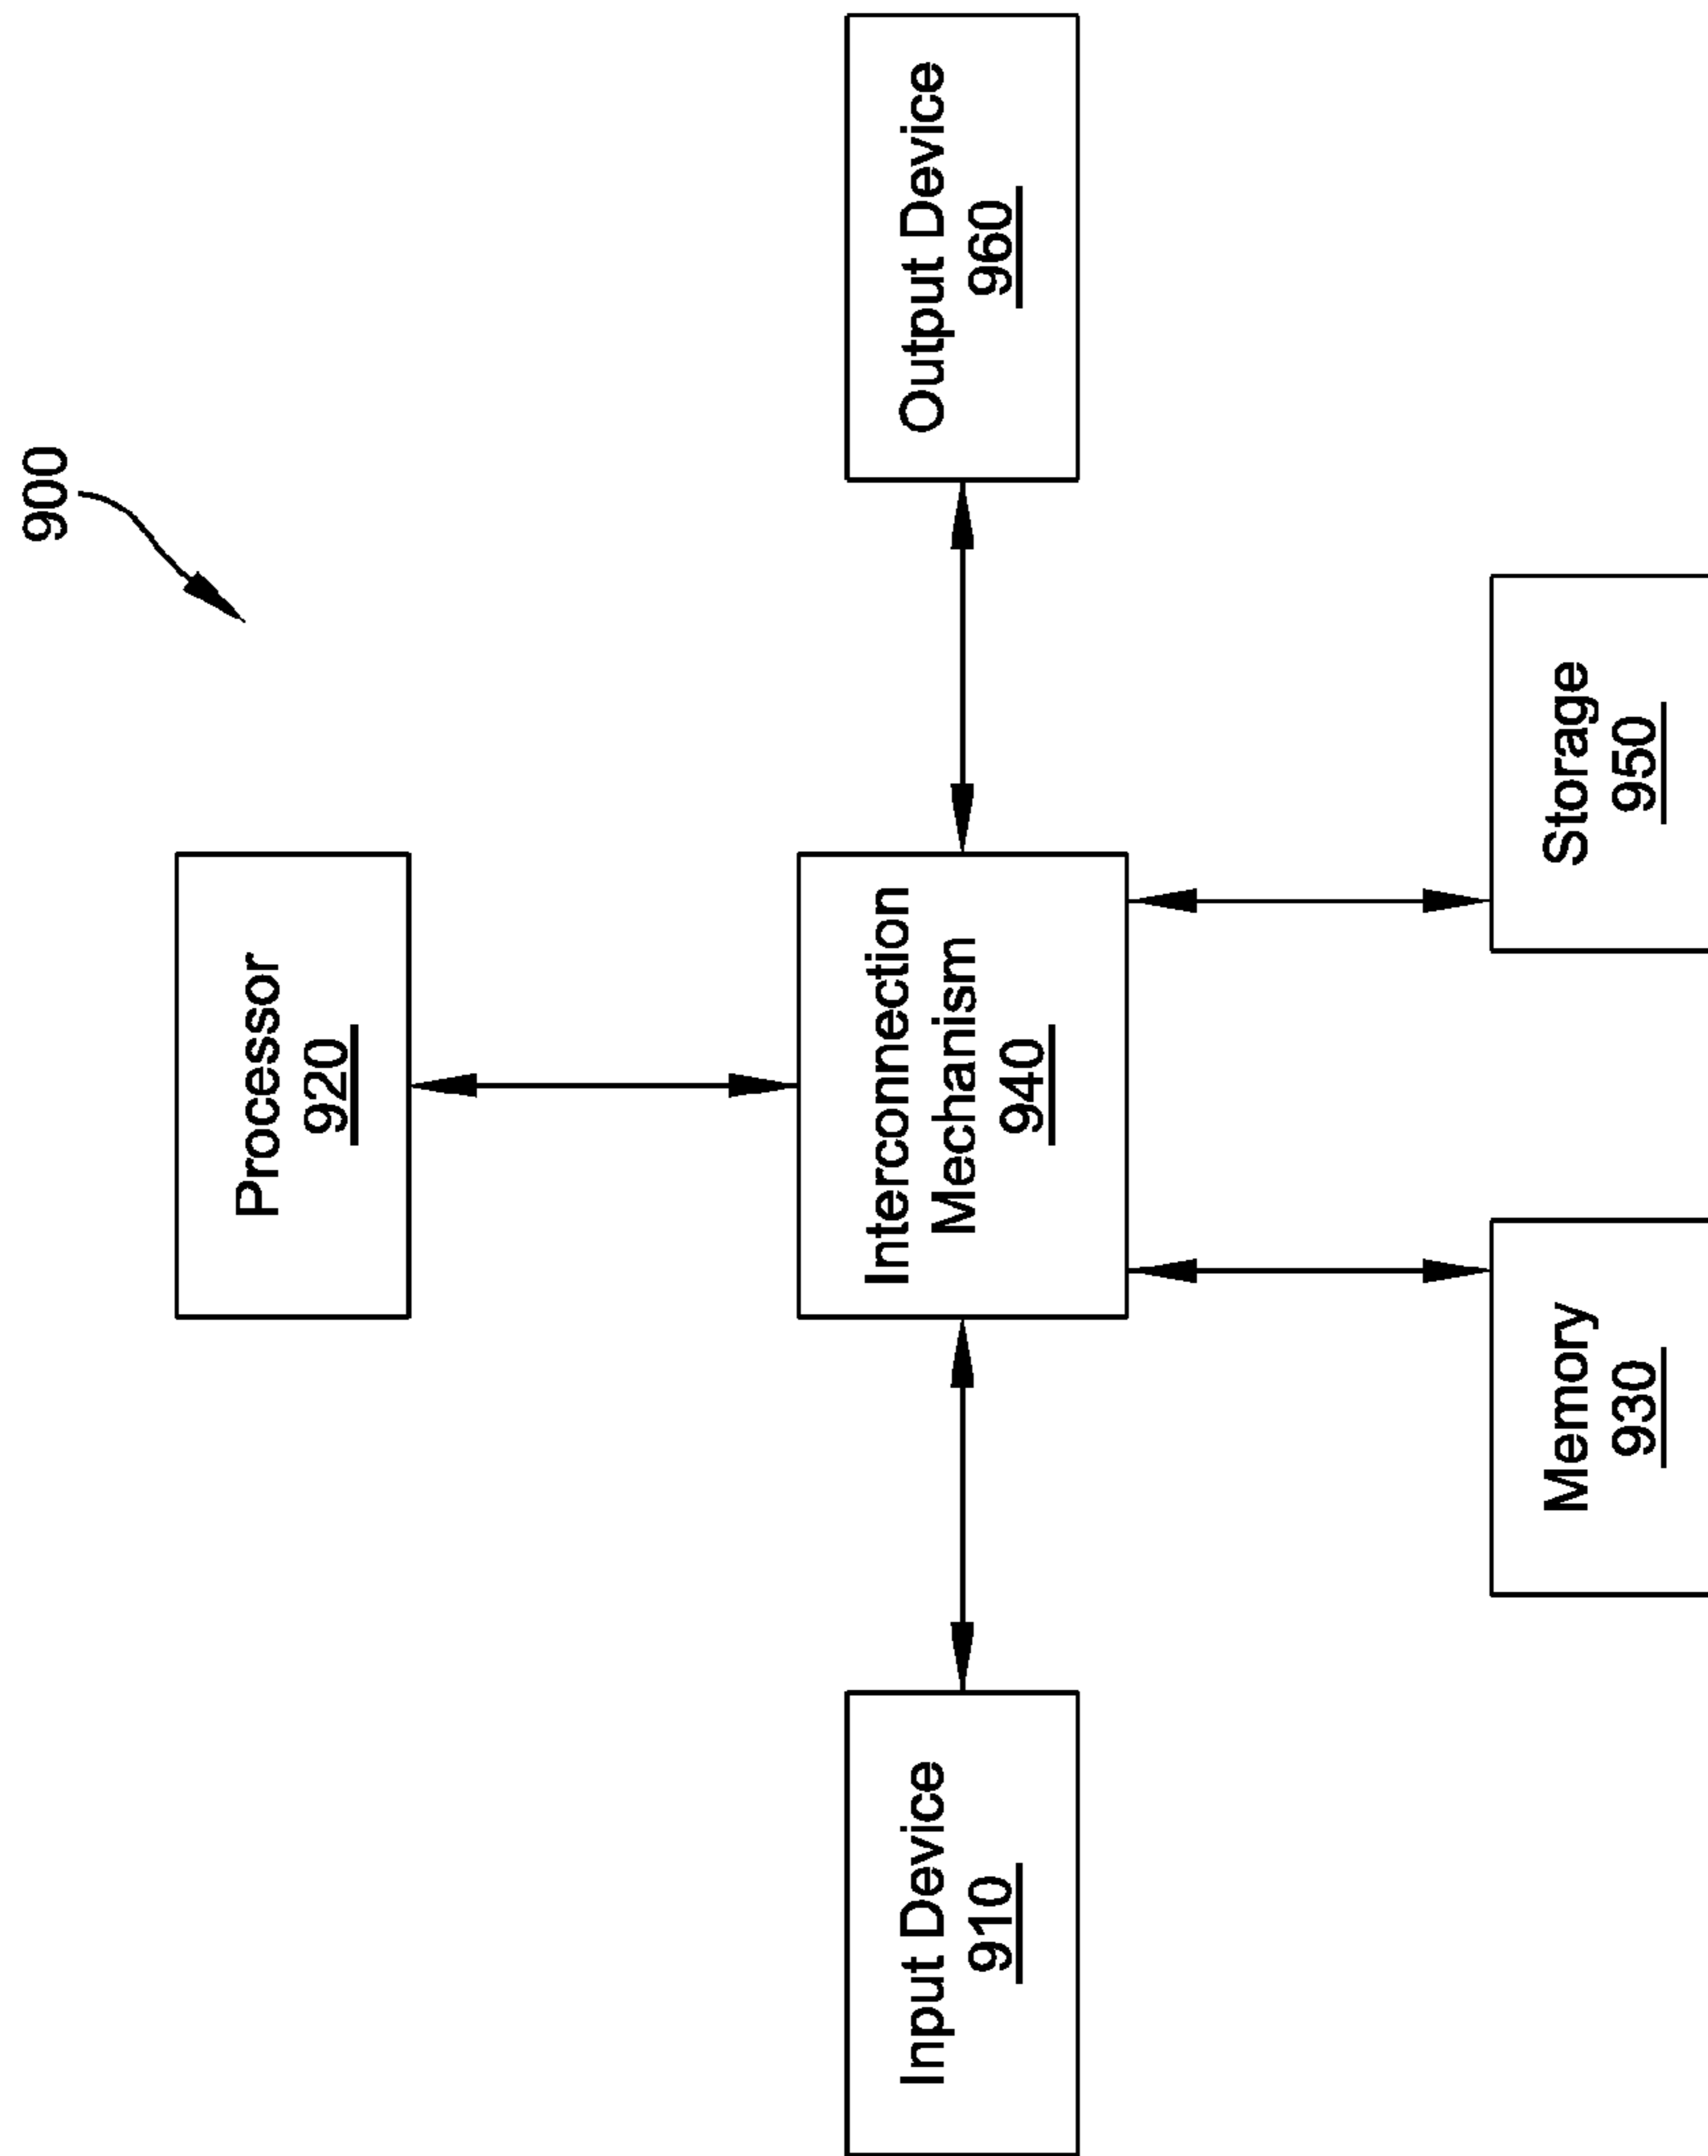 900
Processor
920
Input Device
910
Interconnection
Mechanism
940
Output Device
960
Memory
930
Storage
950